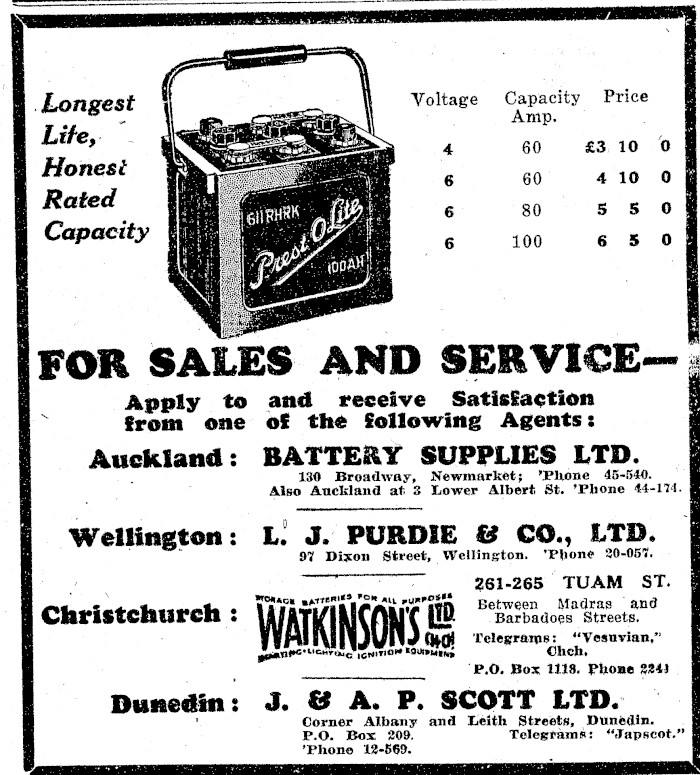 Longest
Life,
Honest
Rated
Capacity
611RHRK
Prest-O-Lite
100AH
Voltage Capacity Amp. Price
4 60 £3 10 0
6 60 4 10 0
6 80 5 5 0
6 100 6 5 0
FOR SALES AND SERVICE—
Apply to and receive Satisfaction
from one of the following Agents:
Auckland: BATTERY SUPPLIES LTD.
130 Broadway, Newmarket; 'Phone 45-540.
Also Auckland at 3 Lower Albert St. 'Phone 44-174.
Wellington: L. J. PURDIE & CO., LTD.
97 Dixon Street, Wellington. 'Phone 20-057.
Christchurch:
STORAGE BATTERIES FOR ALL PURPOSES
WATKINSON'S LTD.
CH·CH
STARTING·LIGHTING IGNITION EQUIPMENT
261-265 TUAM ST.
Between Madras and
Barbadoes Streets.
Telegrams: "Vesuvian,"
Chch.
P.O. Box 1118. Phone 2241
Dunedin: J. & A. P. SCOTT LTD.
Corner Albany and Leith Streets, Dunedin.
P.O. Box 209. Telegrams: "Japscot."
'Phone 12-569.